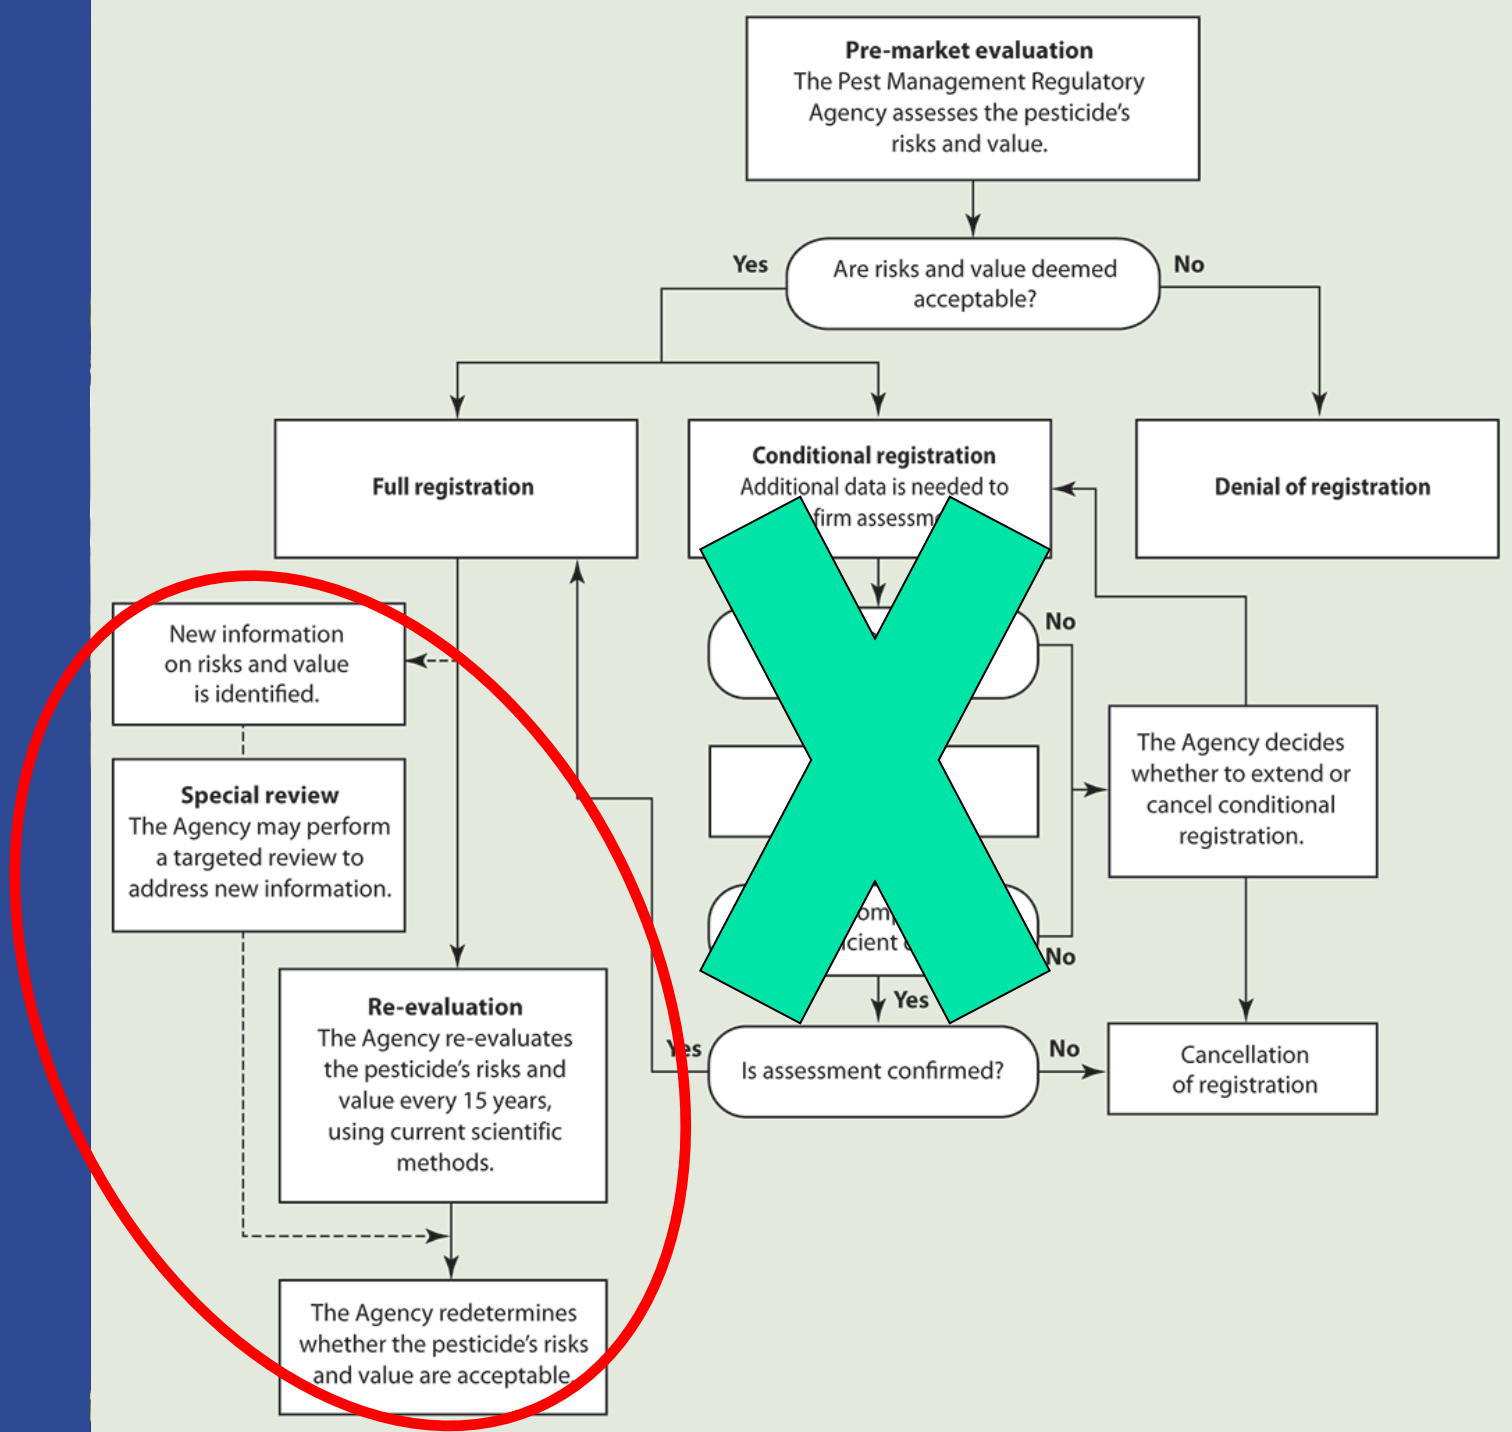 Pre-market evaluation
The Pest Management Regulatory
Agency assesses the pesticide's
risks and value.
Yes
Are risks and value deemed
acceptable?
No
Full registration
Conditional registration
Additional data is needed to
Denial of registration
New information
on risks and value
is identified.
No
Special review
The Agency may perform
a targeted review to
address new information.
The Agency decides
whether to extend or
cancel conditional
registration.
No
Yes
Re-evaluation
The Agency re-evaluates
the pesticide's risks and
value every 15 years,
using current scientific
methods.
Yes
Is assessment confirmed?
No
Cancellation
of registration
The Agency redetermines
whether the pesticide's risks
and value are acceptable.